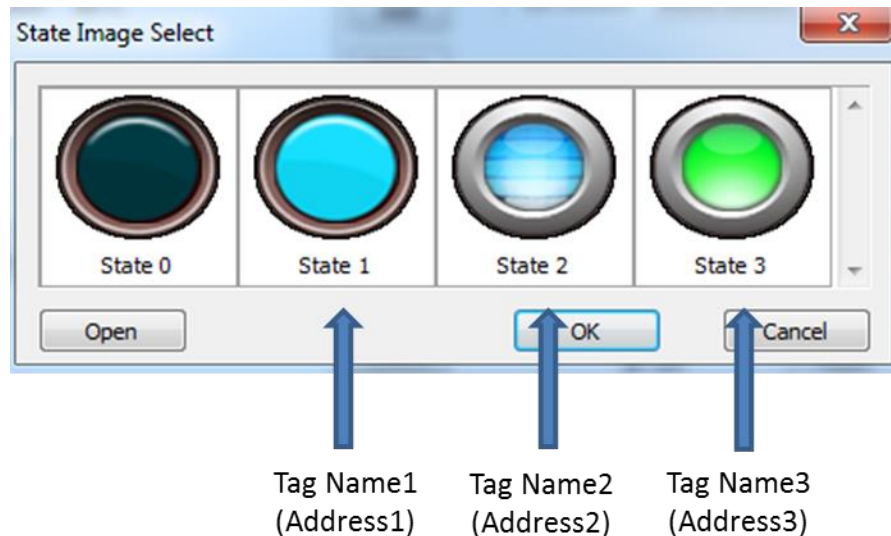 State Image Select
State 0 State 1 State 2 State 3
Open OK Cancel
Tag Name1 Tag Name2 Tag Name3
(Address1) (Address2) (Address3)